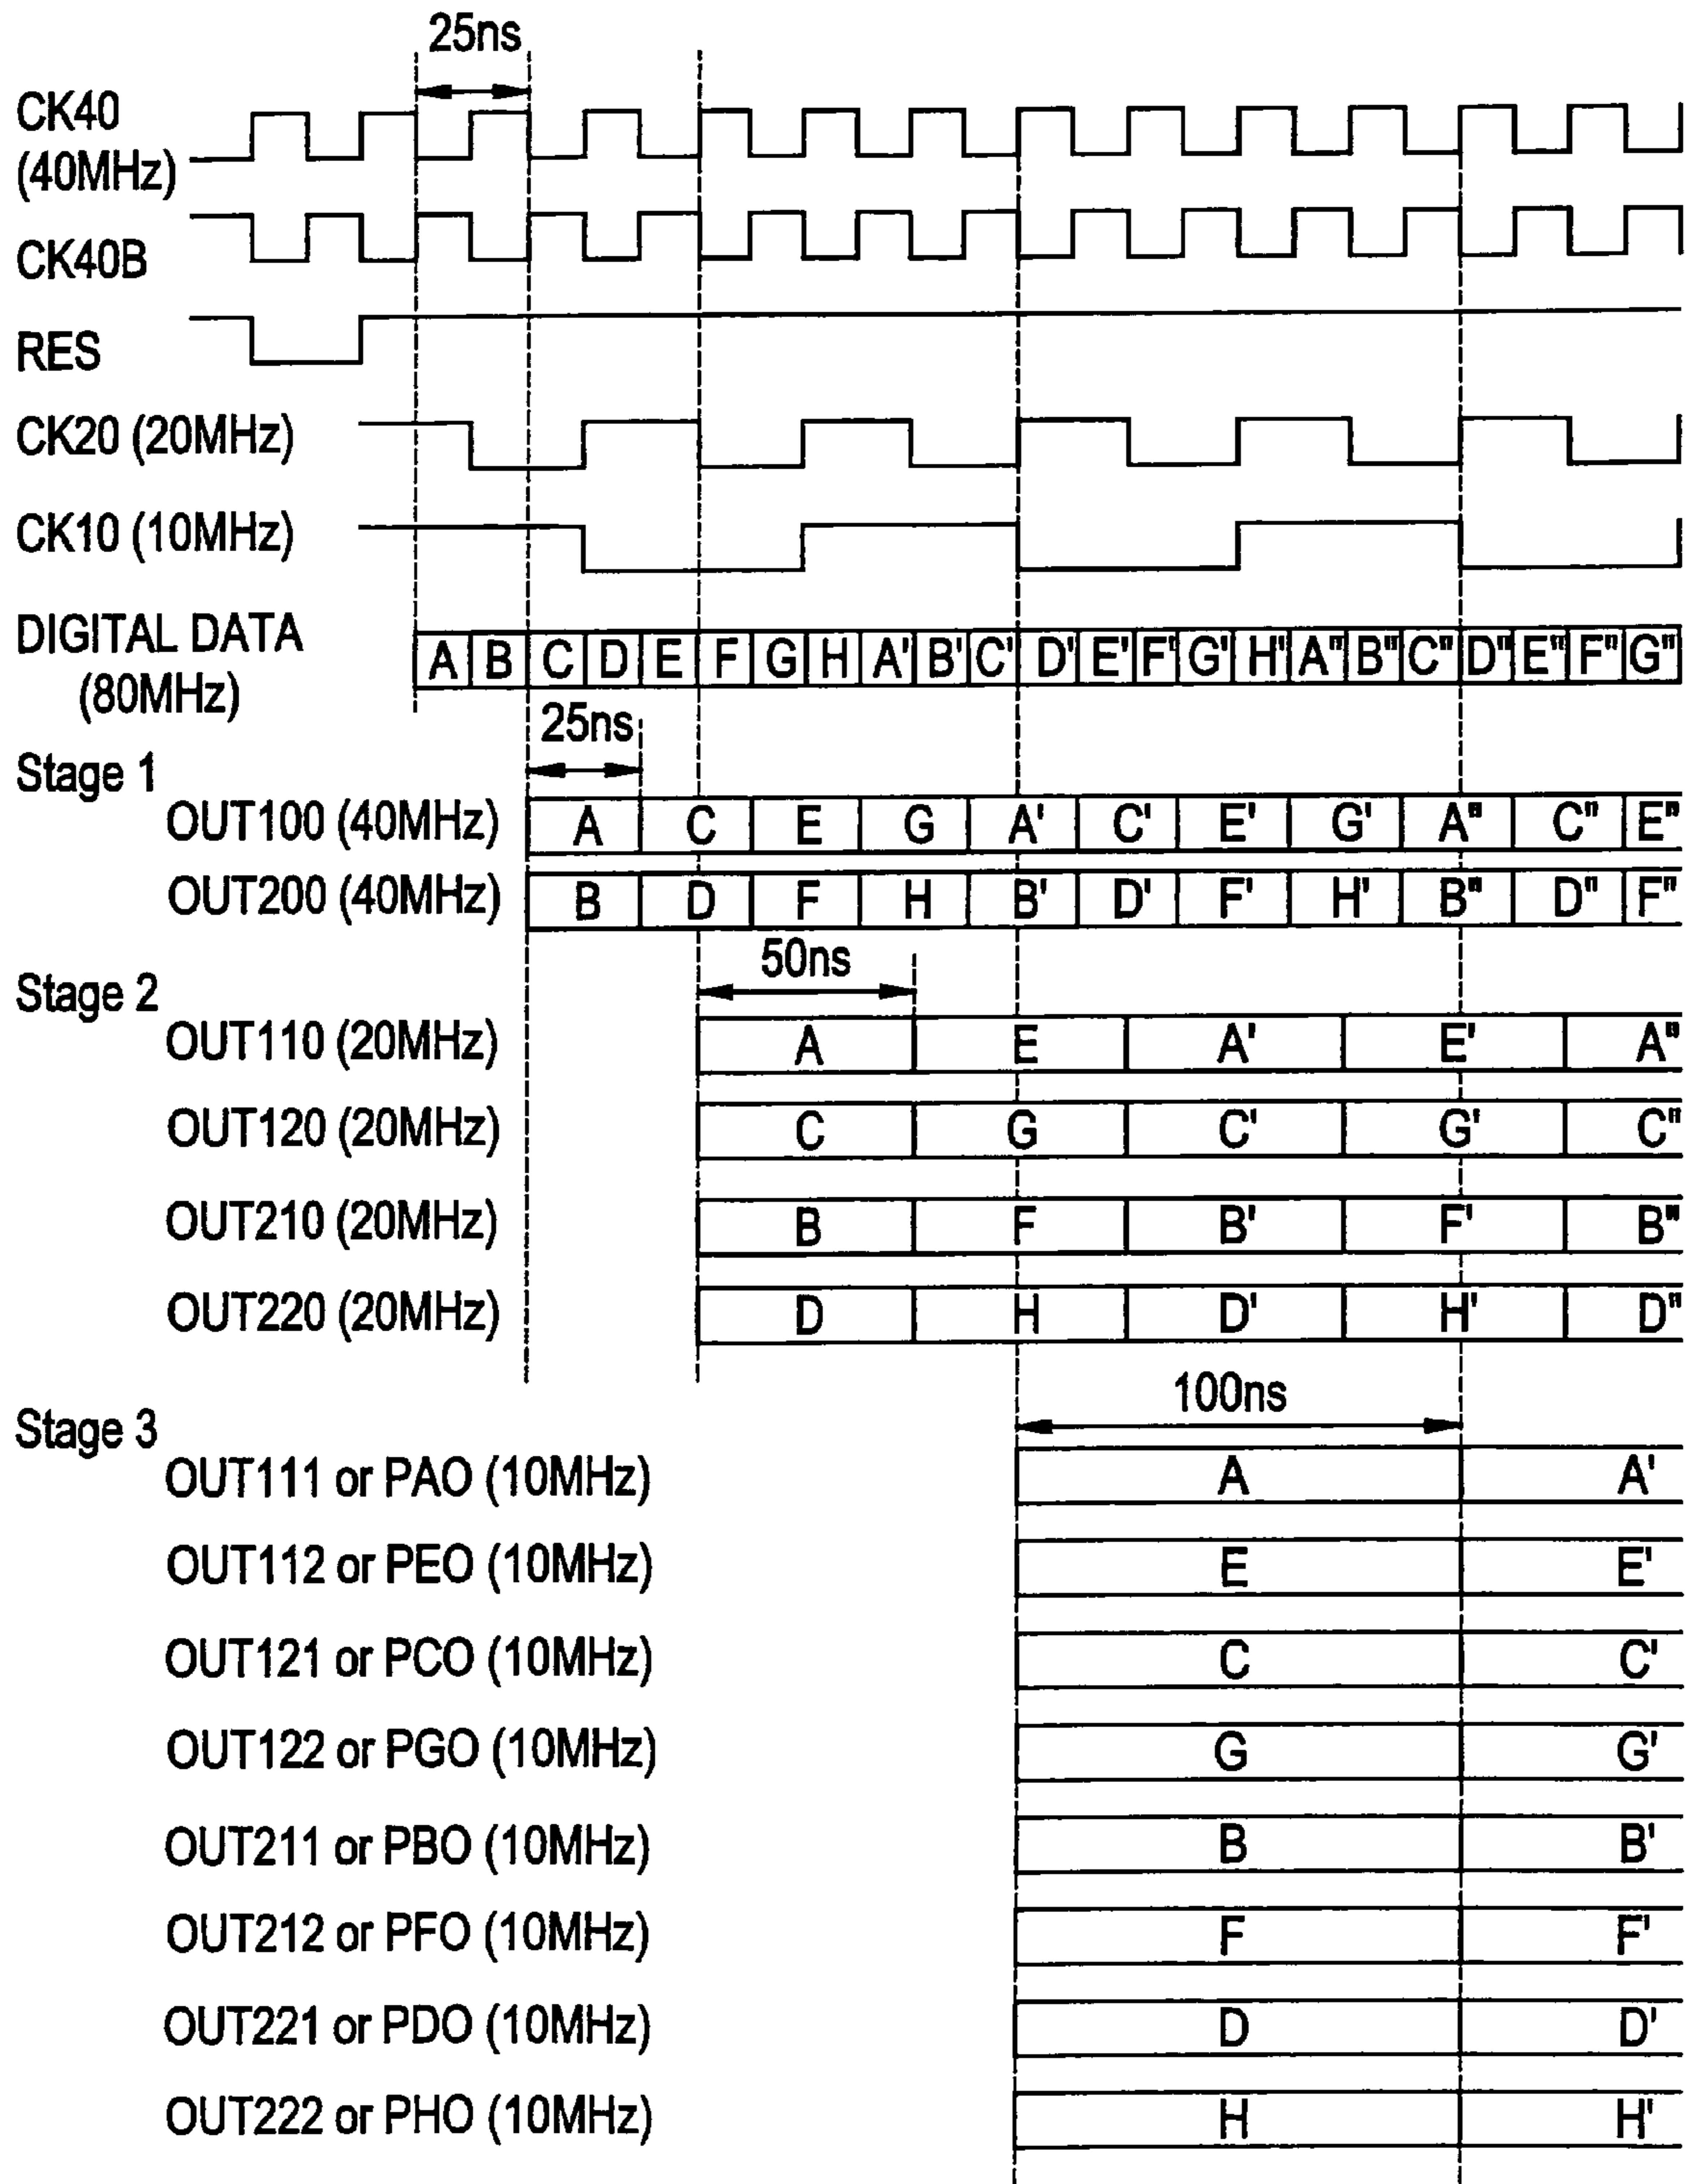 25ns
CK40
(40MHz)
CK40B
RES
CK20 (20MHz)
CK10 (10MHz)
DIGITAL DATA
(80MHz)
A B C D E F G H A' B' C' D' E' F' G' H' A" B" C" D" E" F" G"
25ns
Stage 1
OUT100 (40MHz) A C E G A' C' E' G' A" C" E"
OUT200 (40MHz) B D F H B' D' F' H' B" D" F"
50ns
Stage 2
OUT110 (20MHz) A E A' E' A"
OUT120 (20MHz) C G C' G' C"
OUT210 (20MHz) B F B' F' B"
OUT220 (20MHz) D H D' H' D"
100ns
Stage 3
OUT111 or PAO (10MHz) A A'
OUT112 or PEO (10MHz) E E'
OUT121 or PCO (10MHz) C C'
OUT122 or PGO (10MHz) G G'
OUT211 or PBO (10MHz) B B'
OUT212 or PFO (10MHz) F F'
OUT221 or PDO (10MHz) D D'
OUT222 or PHO (10MHz) H H'